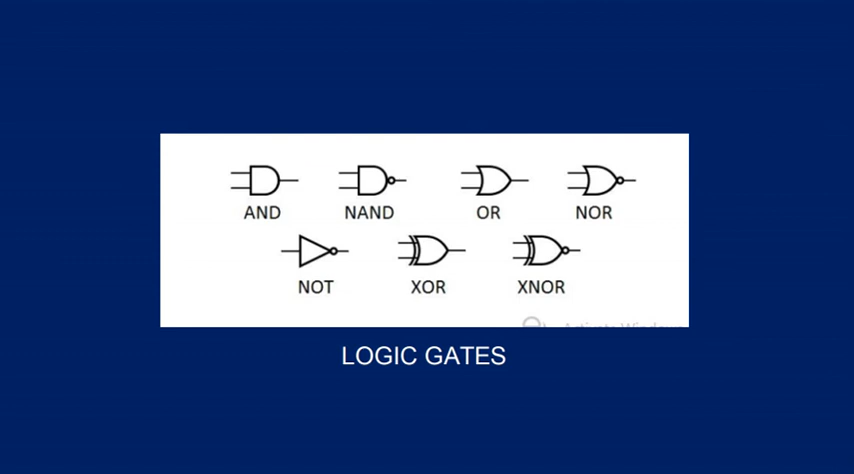 AND NAND OR NOR
NOT XOR XNOR
LOGIC GATES